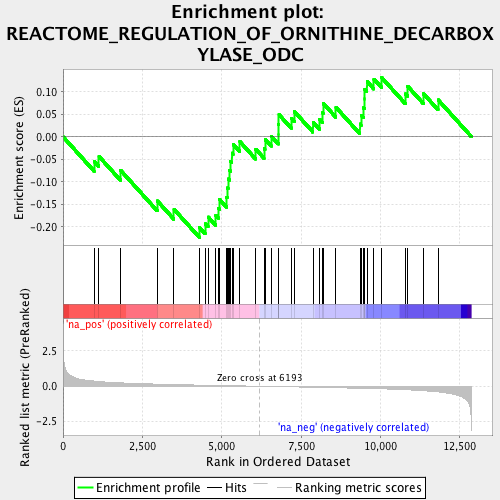 Enrichment plot:
REACTOME_REGULATION_OF_ORNITHINE_DECARBOX
YLASE_ODC
Enrichment score (ES)
0.10
0.05
0.00
-0.05
-0.10
-0.15
-0.20
'na_pos' (positively correlated)
Ranked list metric (PreRanked)
2.5
0.0
-2.5
Zero cross at 6193
'na_neg' (negatively correlated)
0
2,500
5,000
7,500
10,000
12,500
Rank in Ordered Dataset
Enrichment profile
Hits
Ranking metric scores